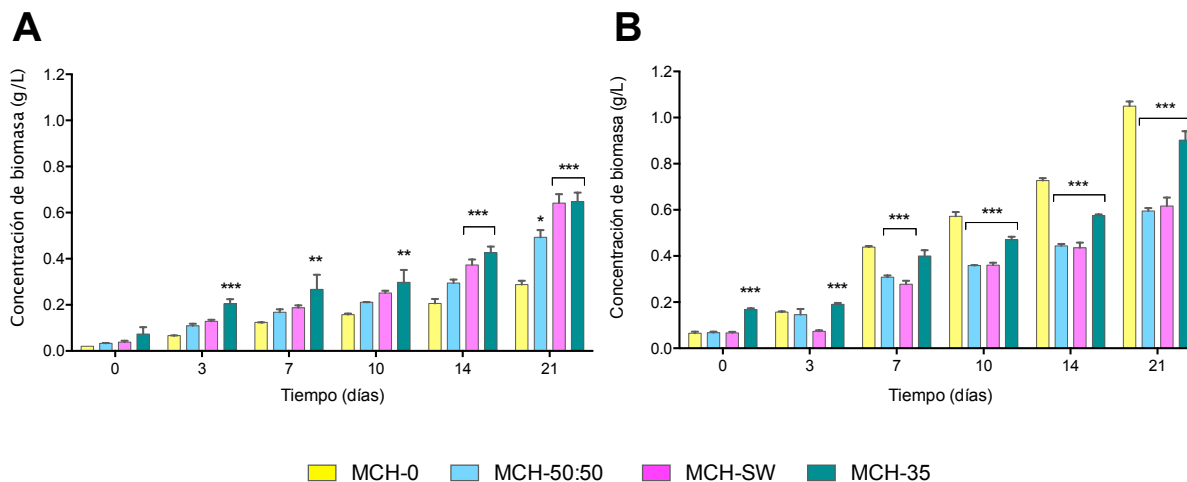 A
Concentración de biomasa (g/L)
1.2
1.0
0.8
0.6
0.4
0.2
0.0
***
**
**
***
*
***
0 3 7 10 14 21
Tiempo (días)
B
Concentración de biomasa (g/L)
1.2
1.0
0.8
0.6
0.4
0.2
0.0
***
***
***
***
***
***
0 3 7 10 14 21
Tiempo (días)
MCH-0 MCH-50:50 MCH-SW MCH-35